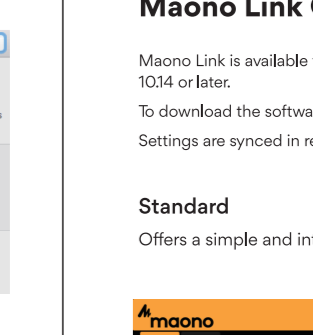 Maono Link
Maono Link is available
10.14 or later.
To download the softwa
Settings are synced in re
Standard
Offers a simple and int
maono